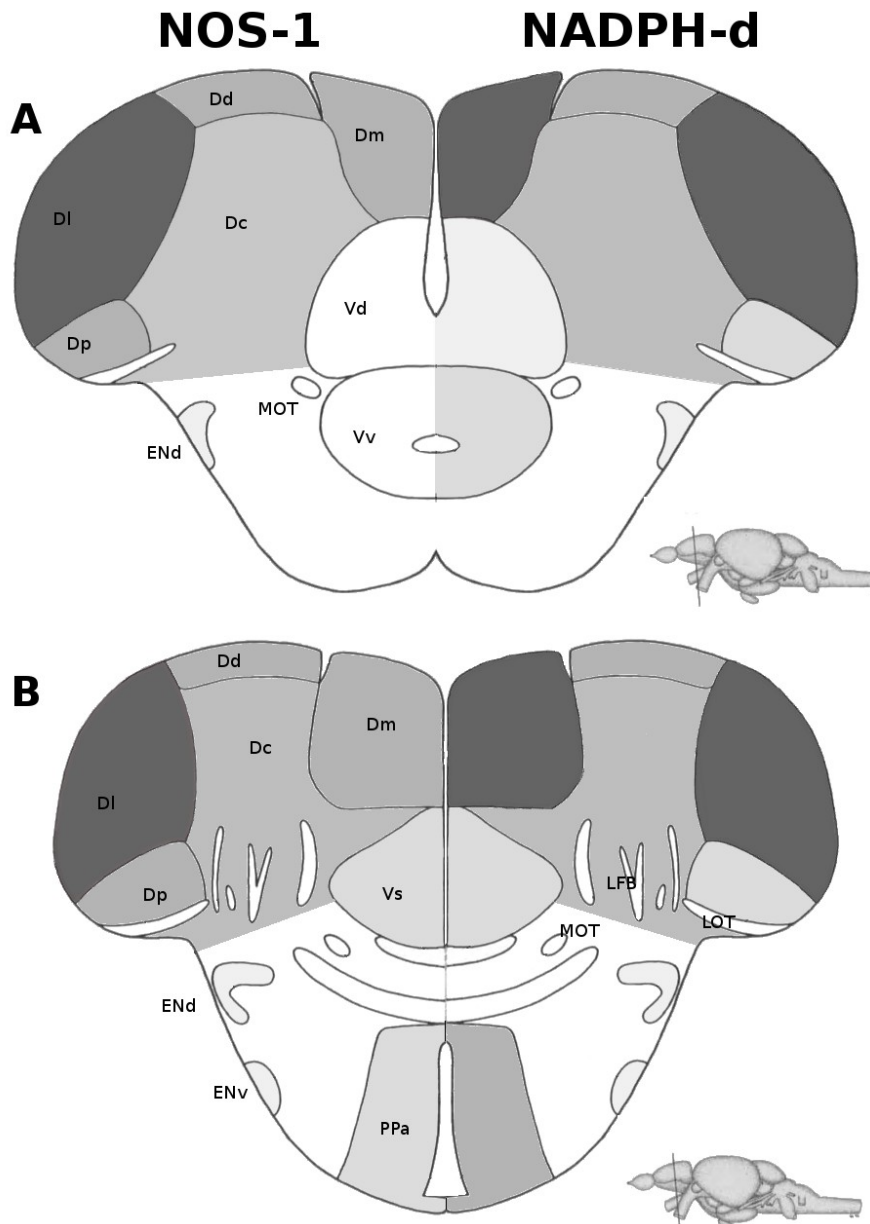 NOS-1 NADPH-d
A
Dd
Dm
Dl
Dc
Vd
Dp
MOT
Vv
ENd
B
Dd
Dm
Dc
Dl
LFB
Dp
Vs
LOT
MOT
ENd
ENv
PPa